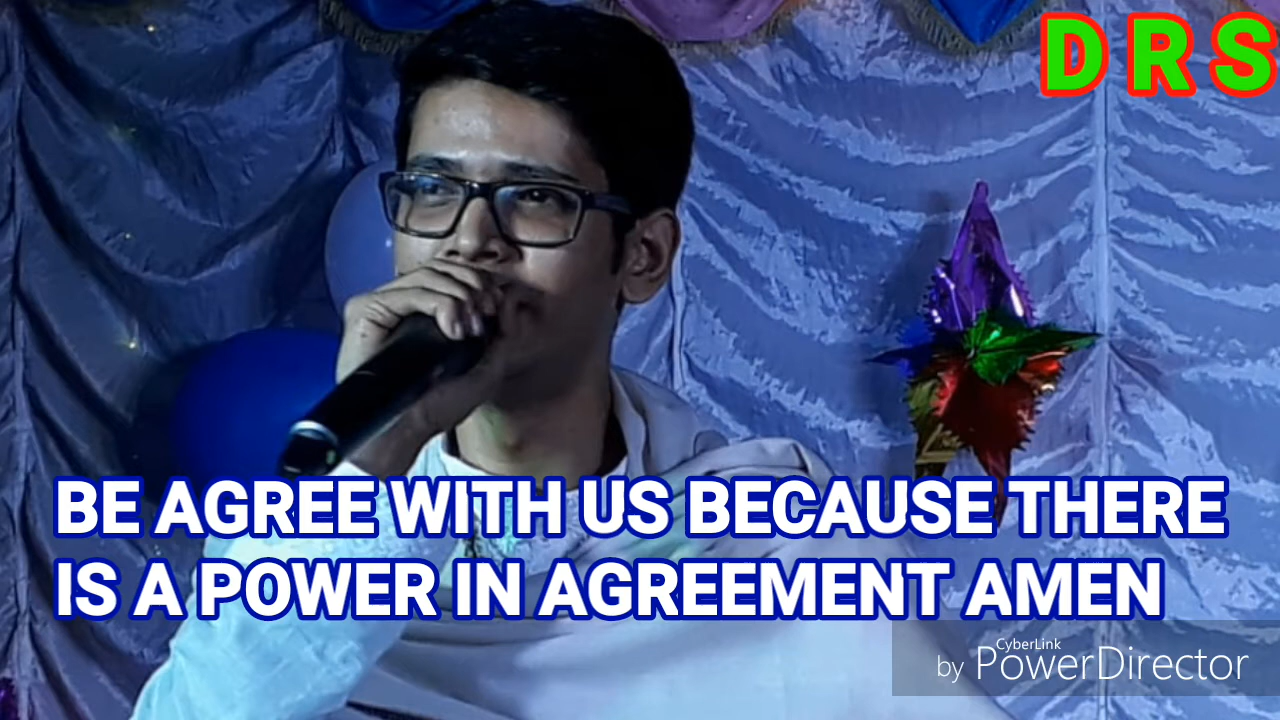 D R S
BE AGREE WITH US BECAUSE THERE
IS A POWER IN AGREEMENT AMEN
CyberLink
by PowerDirector